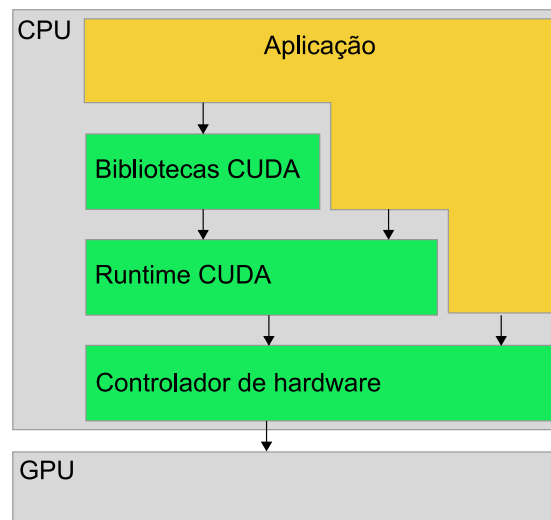 CPU
Aplicação
Bibliotecas CUDA
Runtime CUDA
Controlador de hardware
GPU